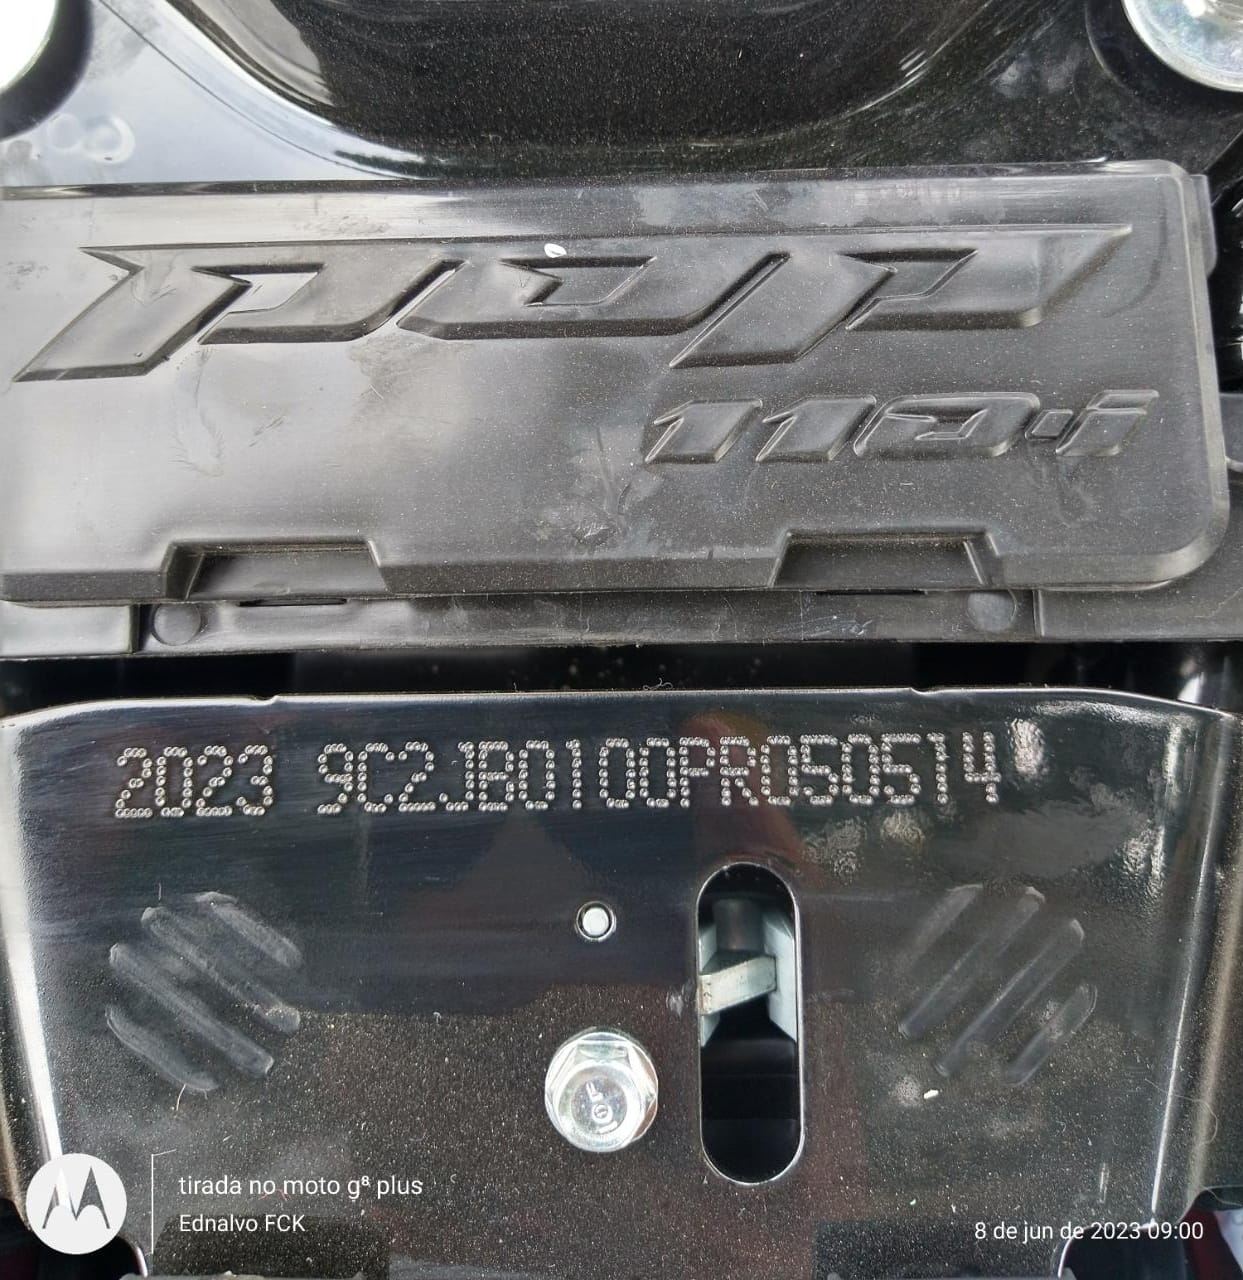 pop
110i
2023 9C2JB0100PR050514
tirada no moto g⁸ plus
Ednalvo FCK
8 de jun de 2023 09:00